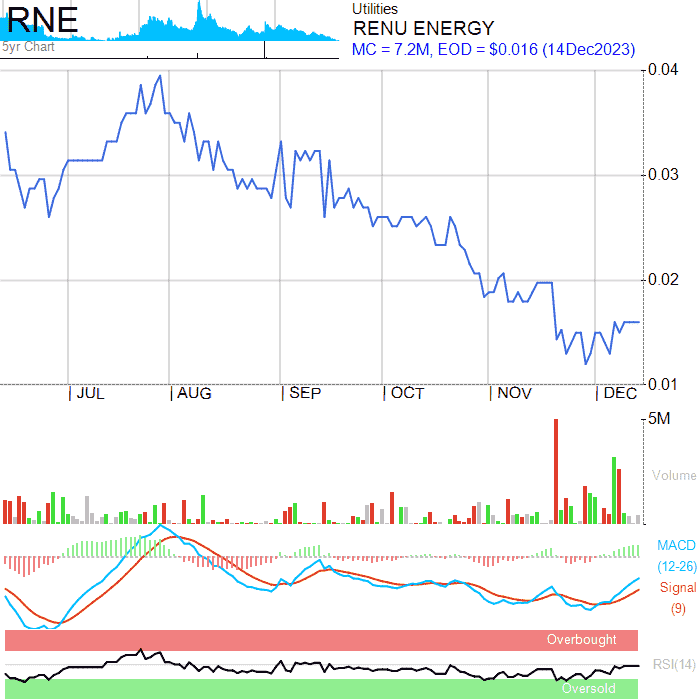 RNE
5yr Chart
Utilities
RENU ENERGY
MC = 7.2M, EOD = $0.016 (14Dec2023)
0.04
0.03
0.02
0.01
JUL AUG SEP OCT NOV DEC
5M
Volume
MACD
(12-26)
Signal
(9)
Overbought
RSI(14)
Oversold